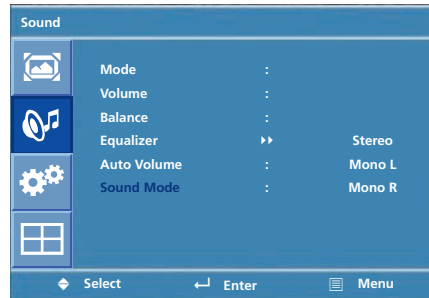 Sound
Mode :
Volume :
Balance :
Equalizer Stereo
Auto Volume : Mono L
Sound Mode : Mono R
Select Enter Menu